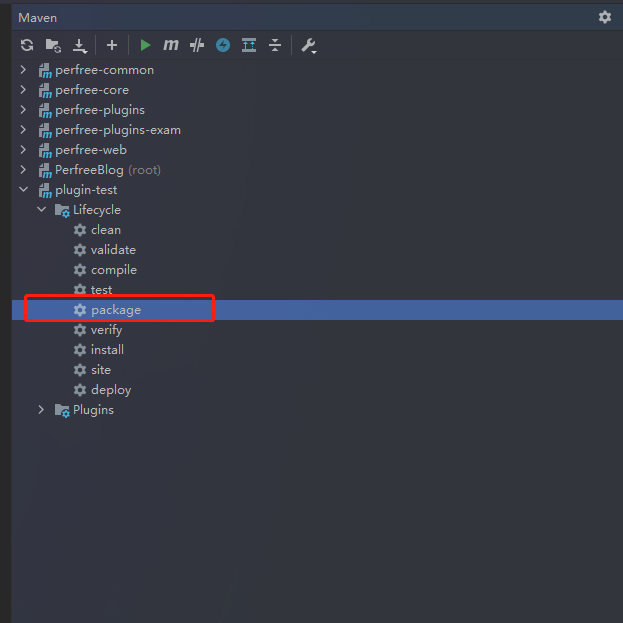 Maven
perfree-common
perfree-core
perfree-plugins
perfree-plugins-exam
perfree-web
PerfreeBlog (root)
plugin-test
Lifecycle
clean
validate
compile
test
package
verify
install
site
deploy
Plugins